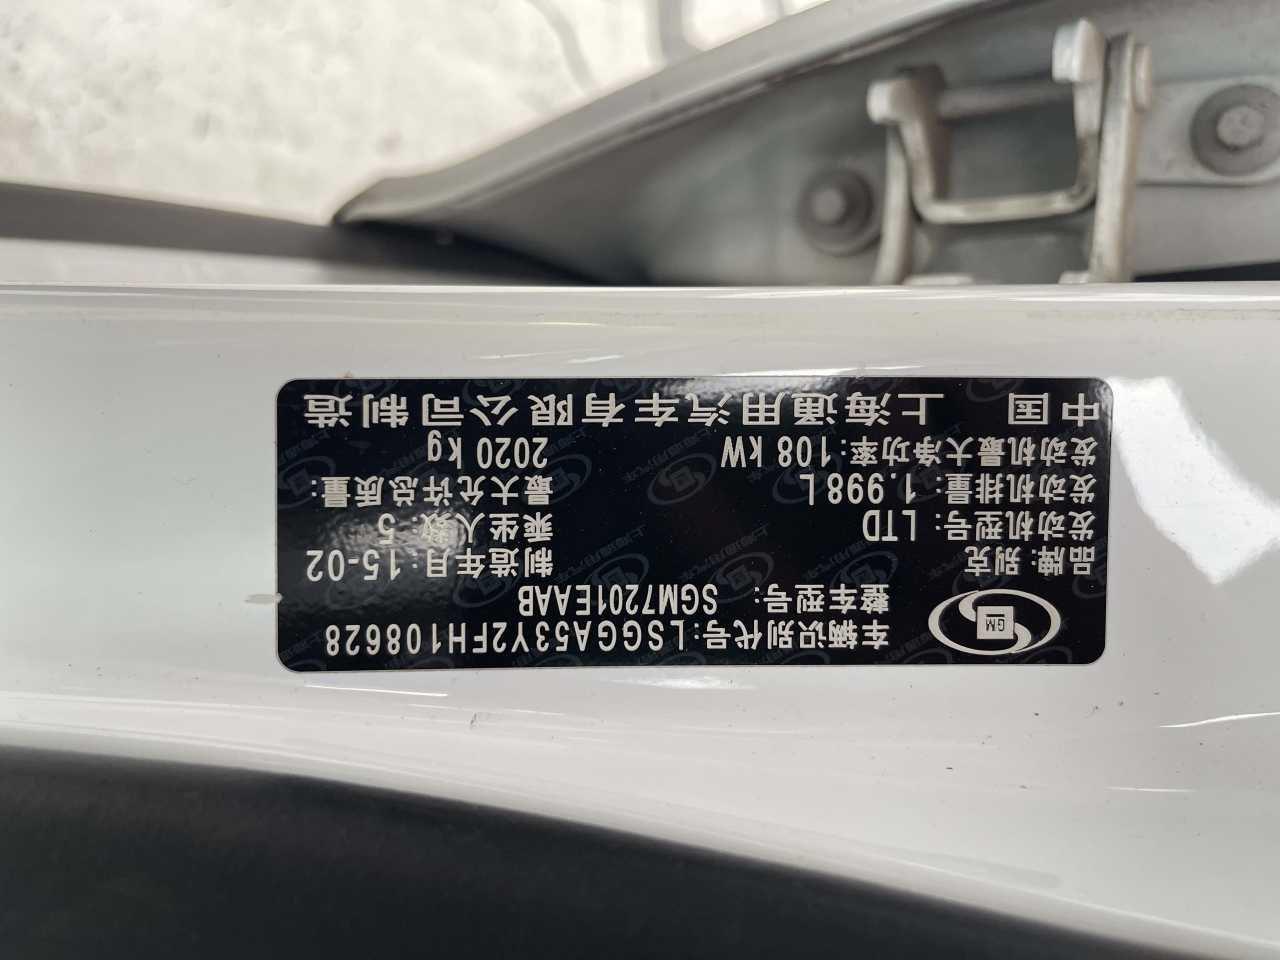 GM
车辆识别代号:LSGGA53Y2FH108628
整车型号: SGM7201EAAB
品牌:别克 制造年月:15-02
发动机型号: LTD 乘坐人数: 5
发动机排量: 1.998L 最大允许总质量:
发动机最大净功率:108 kW 2020 kg
中国 上海通用汽车有限公司制造